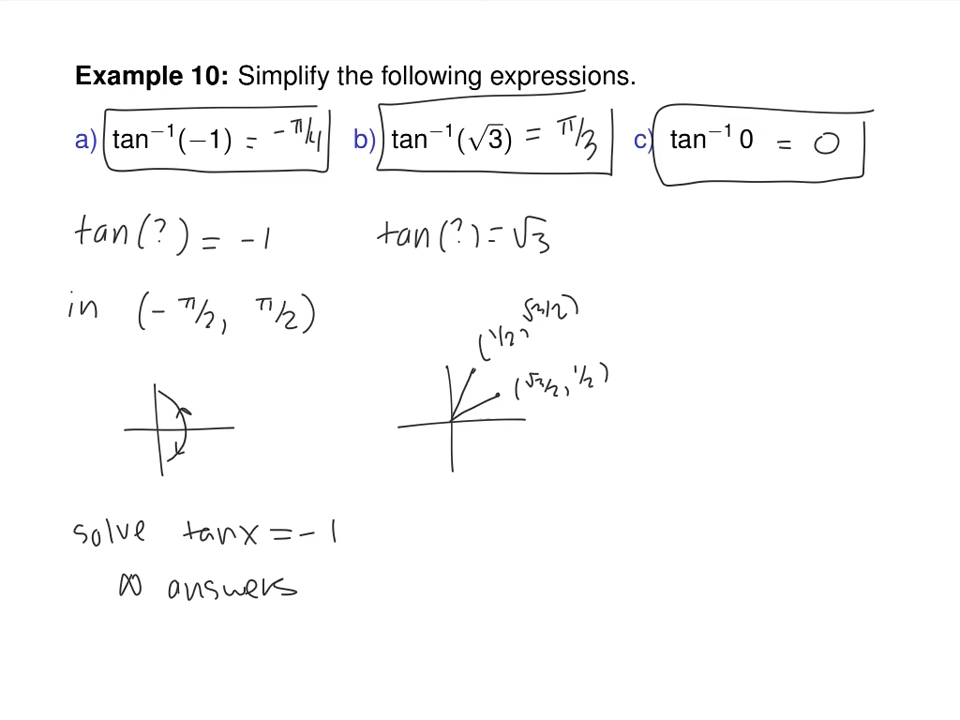 Example 10: Simplify the following expressions.
a) tan⁻¹(−1) = -π/4 b) tan⁻¹(√3) = π/3 c) tan⁻¹ 0 = 0
tan(?) = -1 tan(?) = √3
in (-π/2, π/2)
(1/2, √3/2)
(√3/2, 1/2)
solve tanx = -1
∞ answers